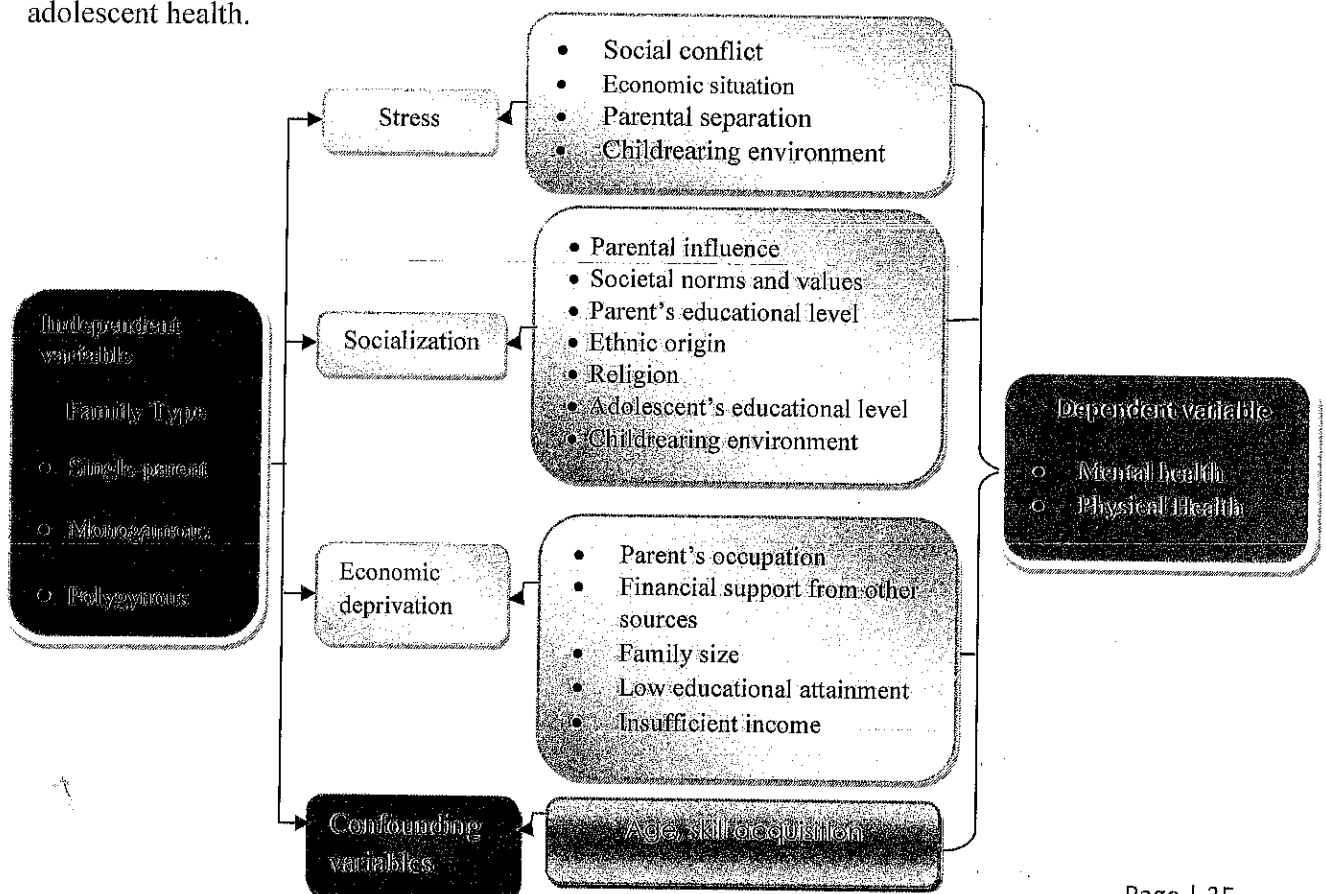 adolescent health.
• Social conflict
• Economic situation
• Parental separation
• Childrearing environment
Stress
• Parental influence
• Societal norms and values
• Parent's educational level
• Ethnic origin
• Religion
• Adolescent's educational level
• Childrearing environment
Socialization
Independent
variable
Family Type
○ Single parent
○ Monogamous
○ Polygynous
Dependent variable
○ Mental health
○ Physical Health
Economic
deprivation
• Parent's occupation
• Financial support from other
sources
• Family size
• Low educational attainment
• Insufficient income
Confounding
variables
Age, skill acquisition
Page | 35